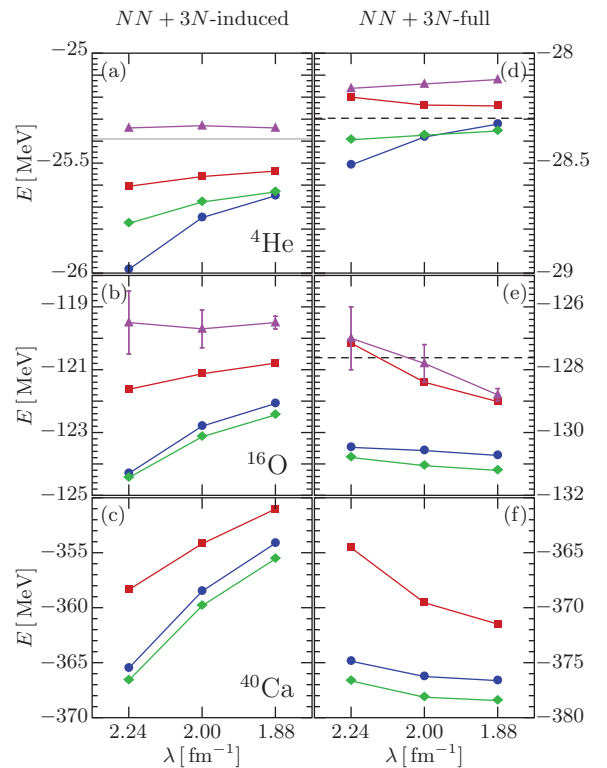 NN + 3N-induced NN + 3N-full
−25 (a) (d) −28
E [MeV] −25.5 −28.5
⁴He
−26 −29
−119 (b) (e) −126
−121 −128
E [MeV]
−123 −130
¹⁶O
−125 −132
(c) (f)
−355 −365
E [MeV] −360 −370
−365 −375
⁴⁰Ca
−370 −380
2.24 2.00 1.88 2.24 2.00 1.88
λ [fm⁻¹] λ [fm⁻¹]